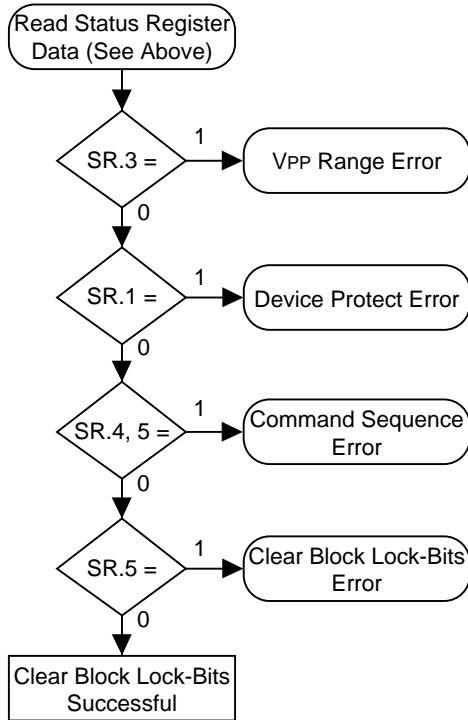 Read Status Register
Data (See Above)
1
SR.3 =
VPP Range Error
0
1
SR.1 =
Device Protect Error
0
1
SR.4, 5 =
Command Sequence
Error
0
1
SR.5 =
Clear Block Lock-Bits
Error
0
Clear Block Lock-Bits
Successful